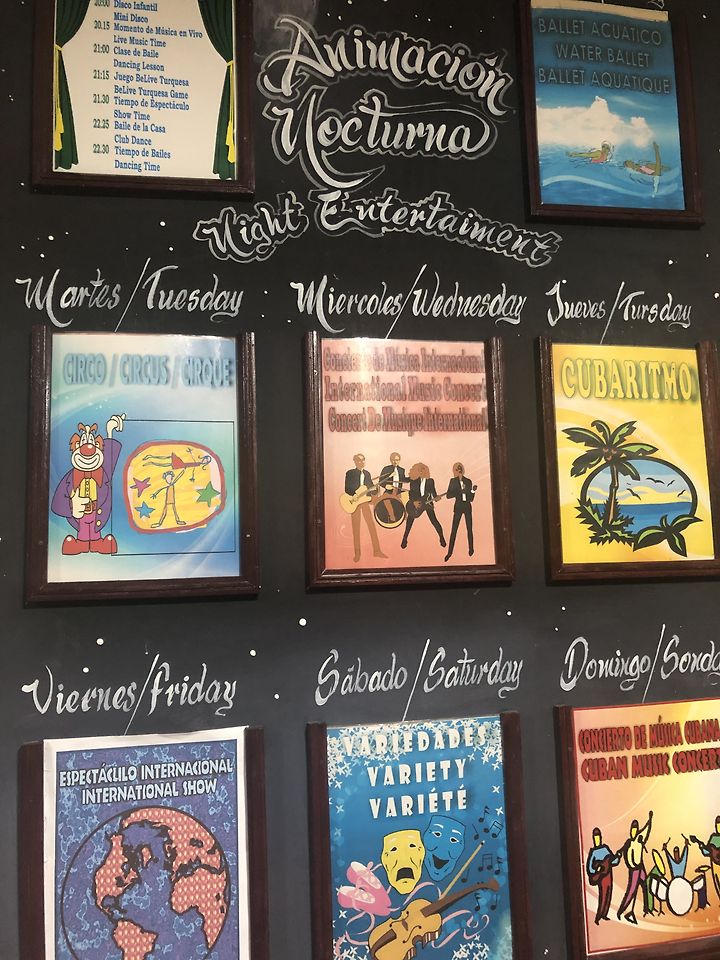 20:00 Disco Infantil
Mini Disco
20.15 Momento de Música en Vivo
Live Music Time
21:00 Clase de Baile
Dancing Lesson
21:15 Juego BeLive Turquesa
BeLive Turquesa Game
21.30 Tiempo de Espectáculo
Show Time
22.25 Baile de la Casa
Club Dance
22.30 Tiempo de Bailes
Dancing Time
Animación
Nocturna
Night Entertaiment
BALLET ACUATICO
WATER BALLET
BALLET AQUATIQUE
Martes/Tuesday
CIRCO / CIRCUS / CIRQUE
Miercoles/Wednesday
Concierto de Música Internacional
International Music Concert
Concert De Musique International
Jueves/Tursday
CUBARITMO
Viernes/friday
ESPECTÁCULO INTERNACIONAL
INTERNATIONAL SHOW
Sábado/Saturday
VARIEDADES
VARIETY
VARIÉTÉ
Domingo/Sonda
CONCIERTO DE MÚSICA CUBANA
CUBAN MUSIC CONCERT